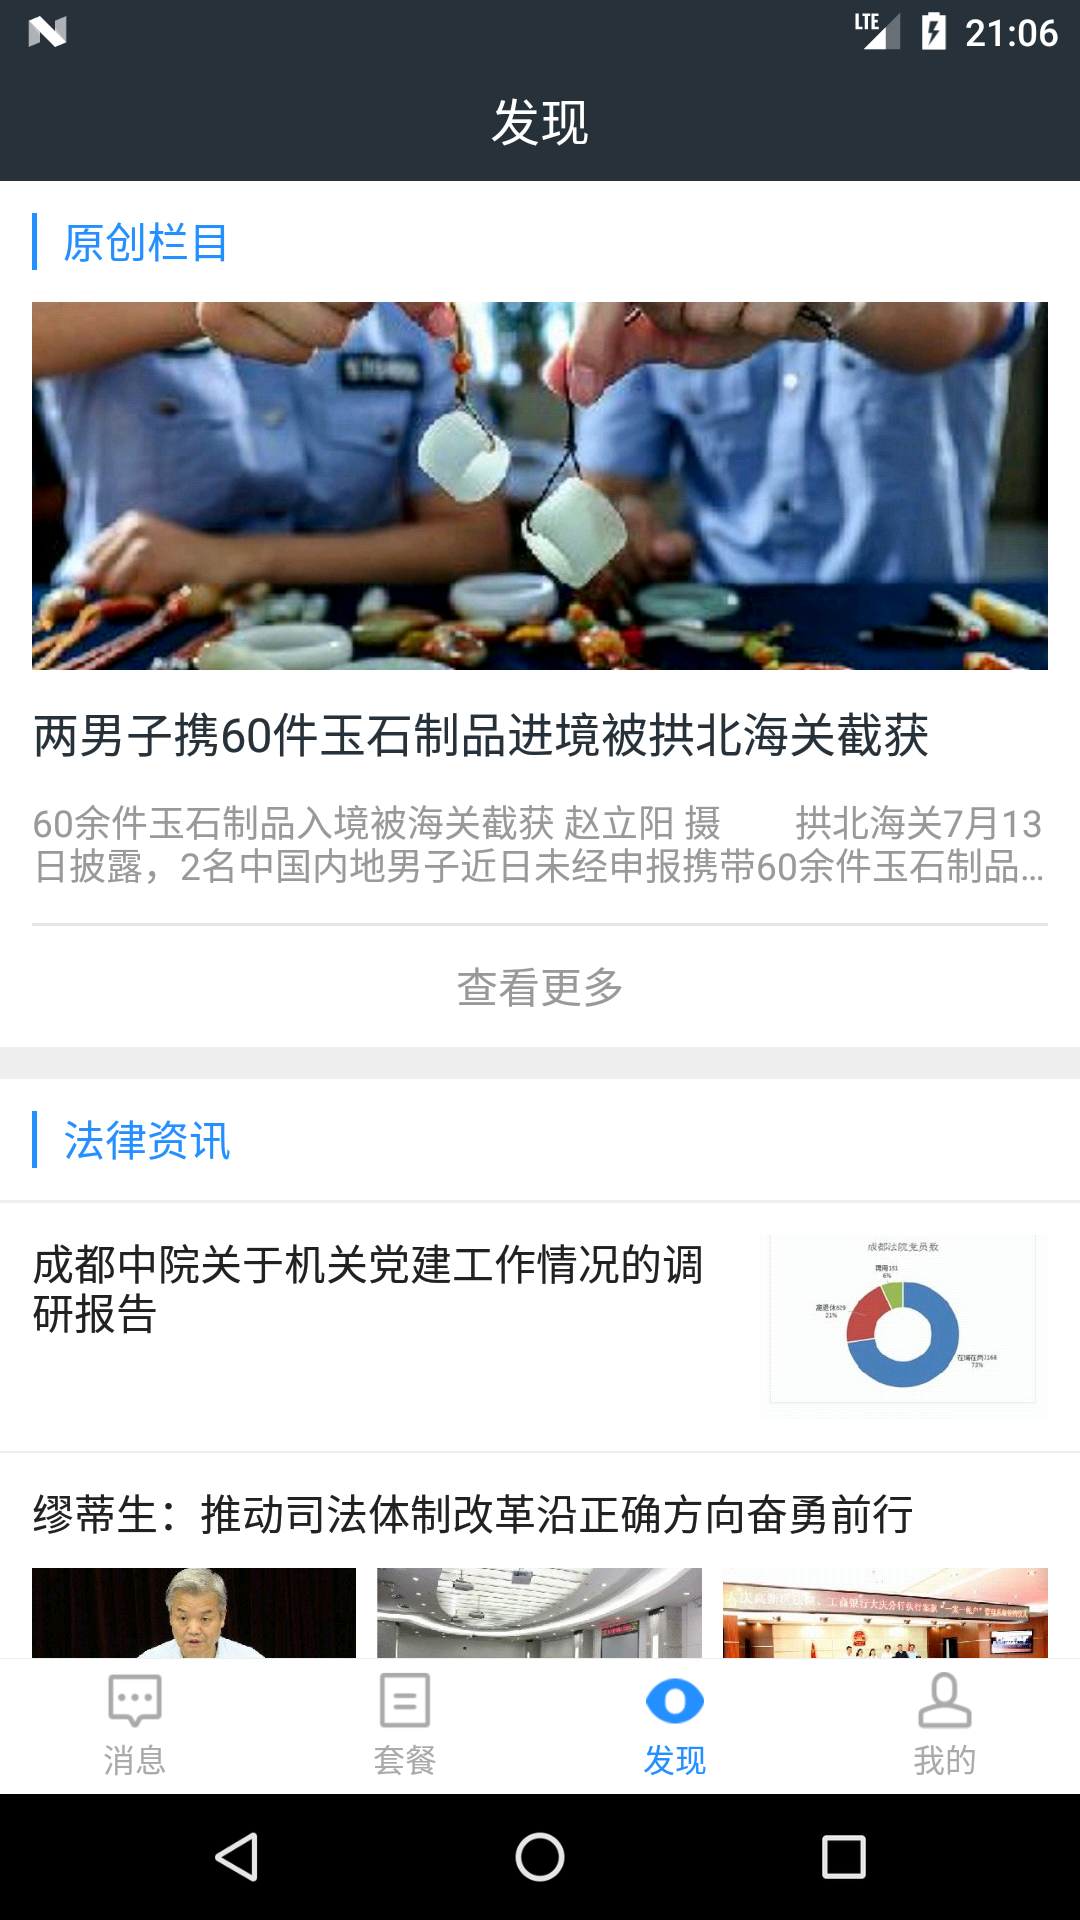 LTE 21:06
发现
原创栏目
两男子携60件玉石制品进境被拱北海关截获
60余件玉石制品入境被海关截获 赵立阳 摄　　拱北海关7月13
日披露，2名中国内地男子近日未经申报携带60余件玉石制品...
查看更多
法律资讯
成都中院关于机关党建工作情况的调
研报告
成都法院党员数
6%
21%
73%
缪蒂生：推动司法体制改革沿正确方向奋勇前行
消息
套餐
发现
我的